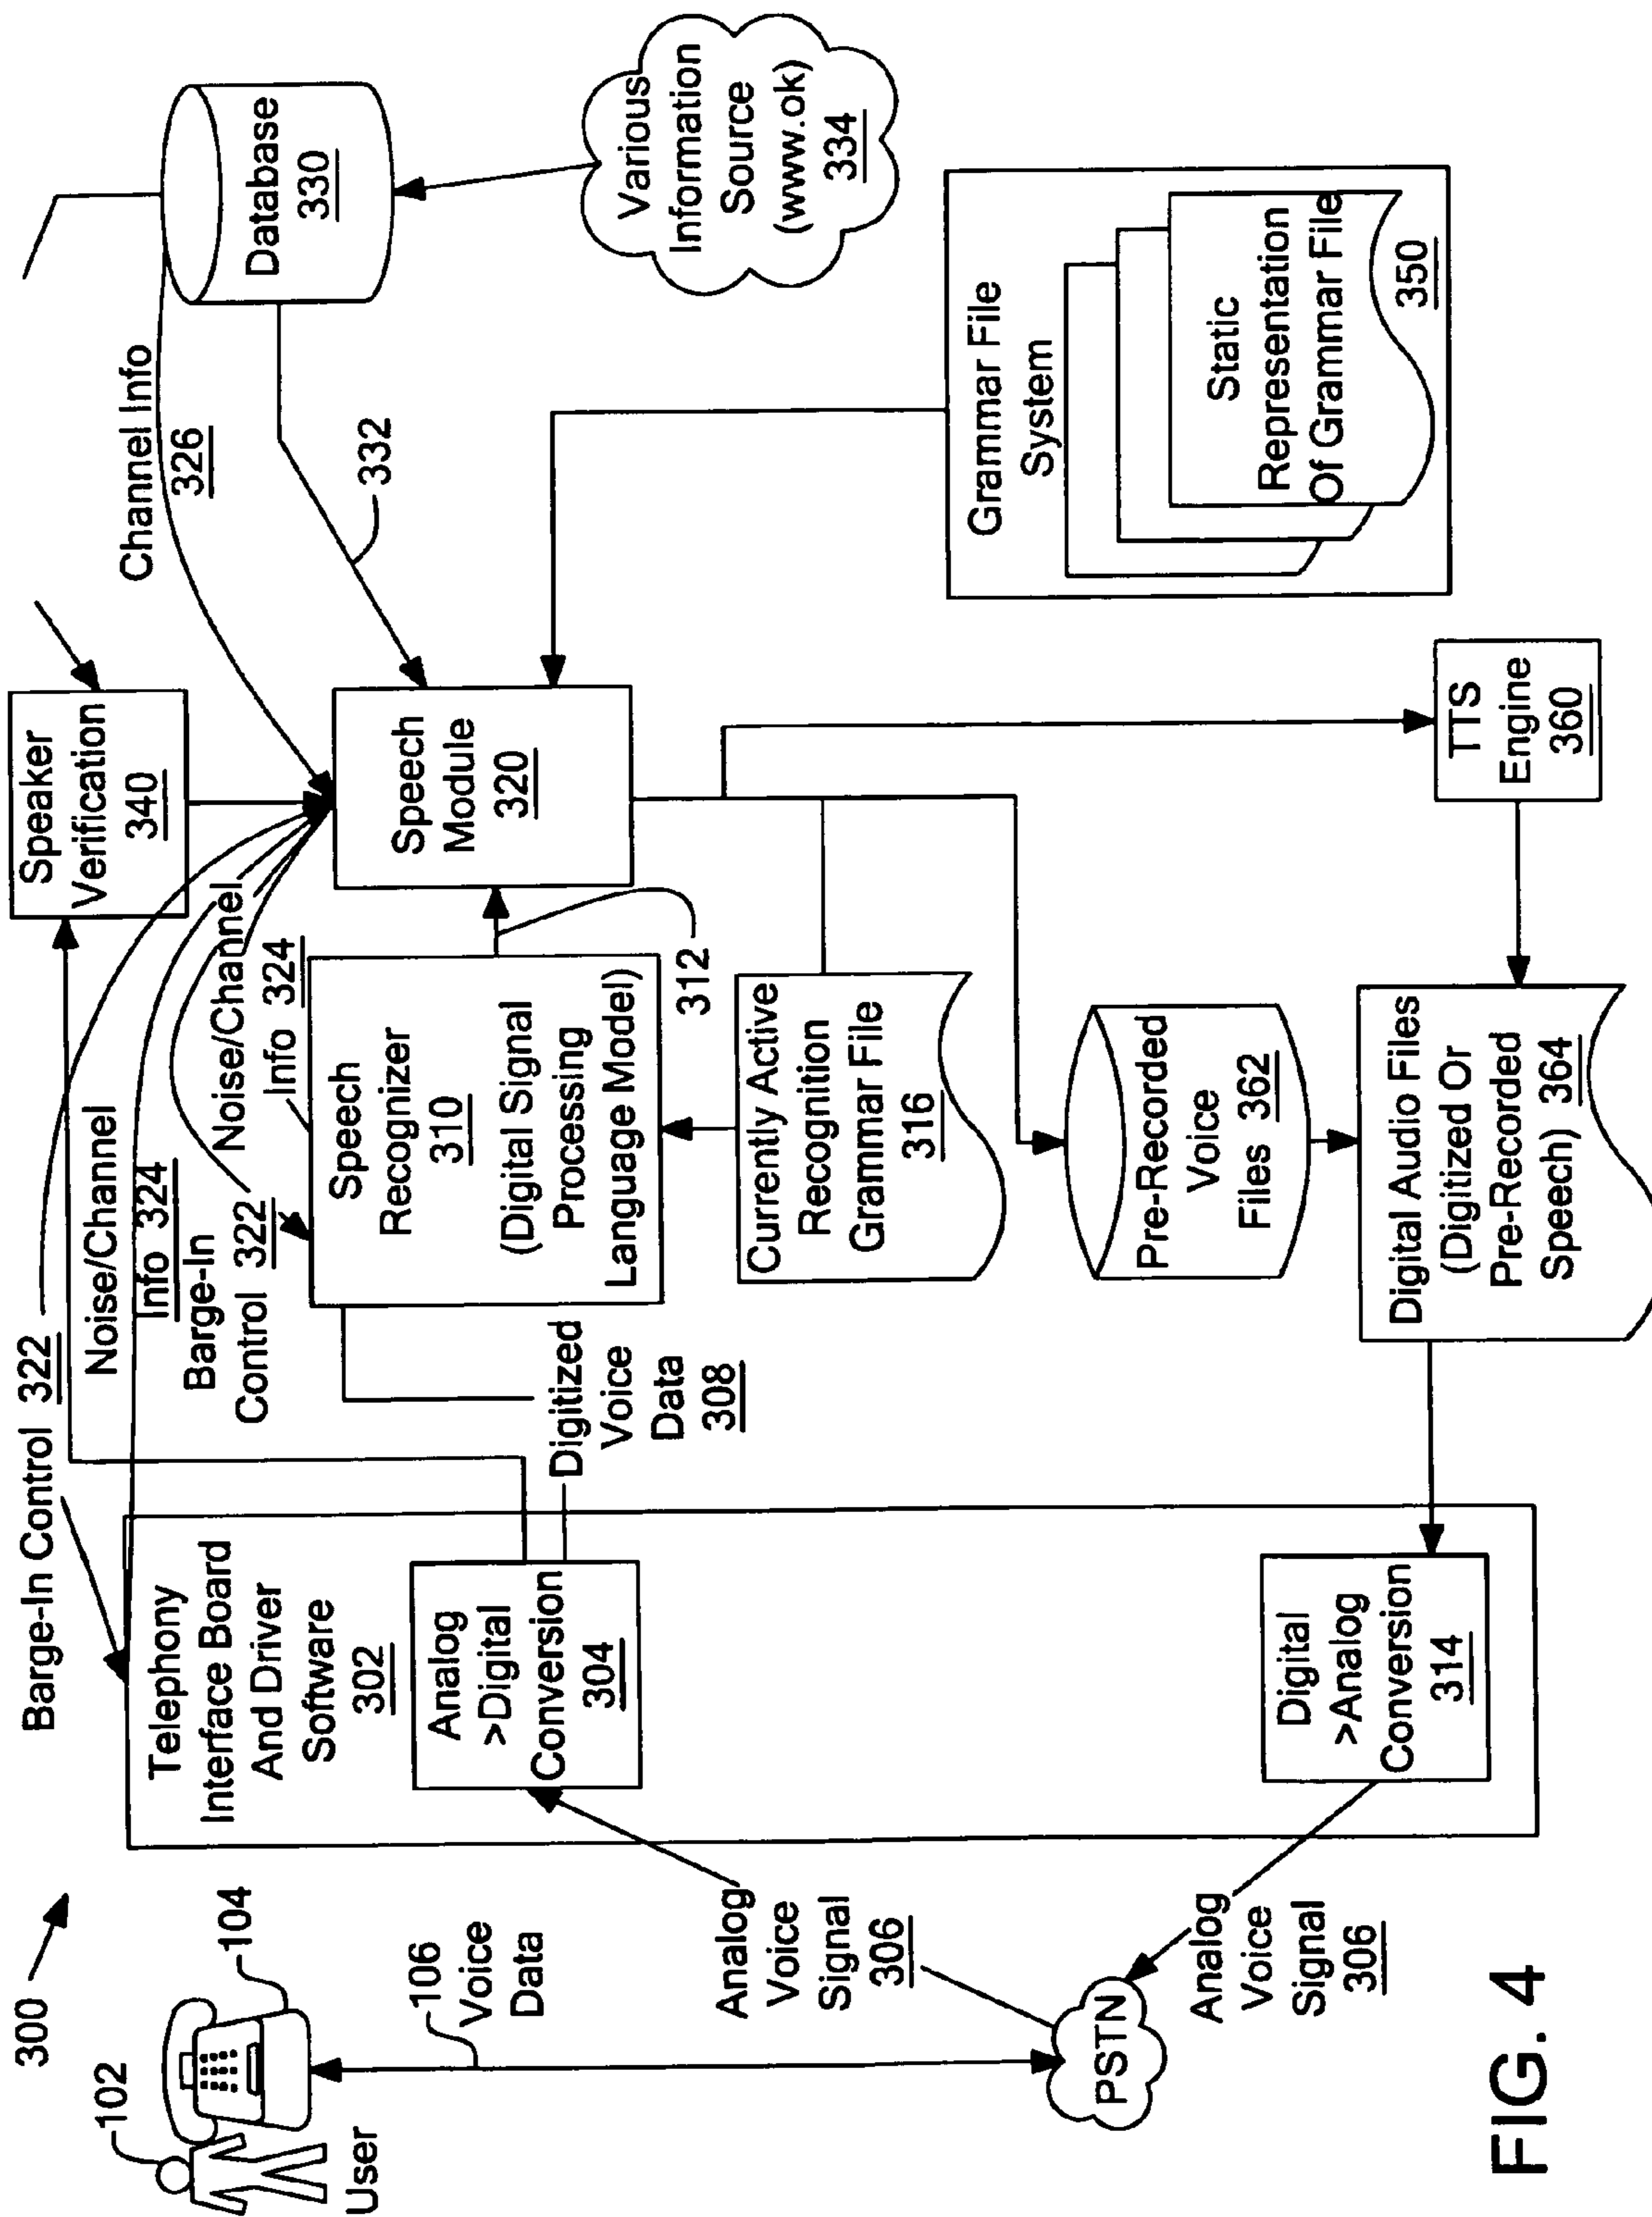 300
102
104
User
106
Voice
Data
Analog
Voice
Signal
306
PSTN
Analog
Voice
Signal
306
Barge-In Control 322
Telephony
Interface Board
And Driver
Software
302
Analog
>Digital
Conversion
304
Digital
>Analog
Conversion
314
Noise/Channel
Info 324
Barge-In
Control 322
Noise/Channel
Info 324
Digitized
Voice
Data
308
Speech
Recognizer
310
(Digital Signal
Processing
Language Model)
312
Currently Active
Recognition
Grammar File
316
Pre-Recorded
Voice
Files 362
Digital Audio Files
(Digitized Or
Pre-Recorded
Speech) 364
Speaker
Verification
340
Speech
Module
320
TTS
Engine
360
Channel Info
326
332
Database
330
Various
Information
Source
(www.ok)
334
Grammar File
System
Static
Representation
Of Grammar File
350
FIG. 4